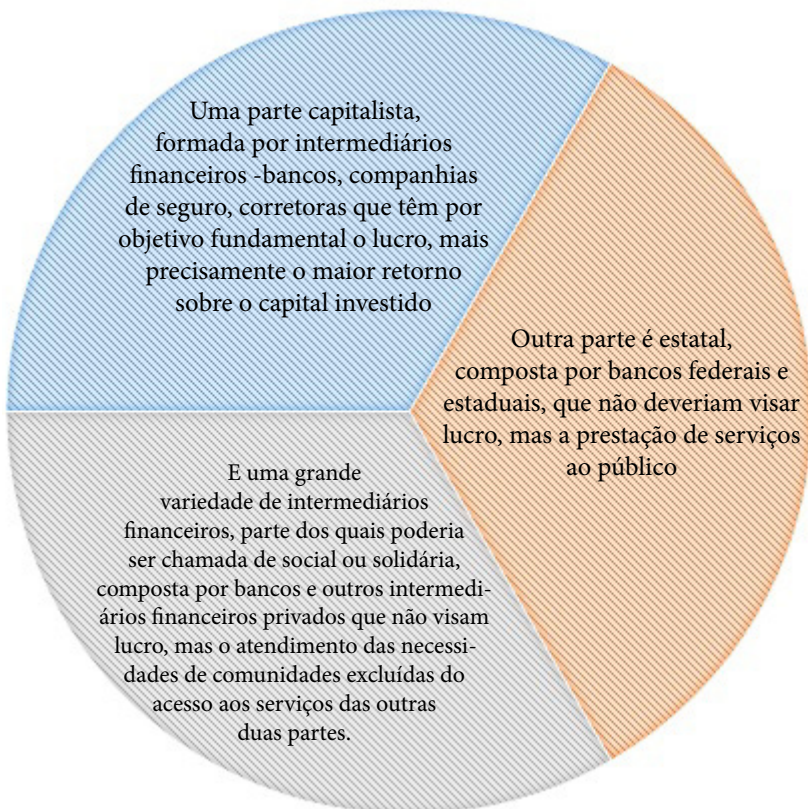 Uma parte capitalista,
formada por intermediários
financeiros -bancos, companhias
de seguro, corretoras que têm por
objetivo fundamental o lucro, mais
precisamente o maior retorno
sobre o capital investido
Outra parte é estatal,
composta por bancos federais e
estaduais, que não deveriam visar
lucro, mas a prestação de serviços
ao público
E uma grande
variedade de intermediários
financeiros, parte dos quais poderia
ser chamada de social ou solidária,
composta por bancos e outros intermedi-
ários financeiros privados que não visam
lucro, mas o atendimento das necessi-
dades de comunidades excluídas do
acesso aos serviços das outras
duas partes.